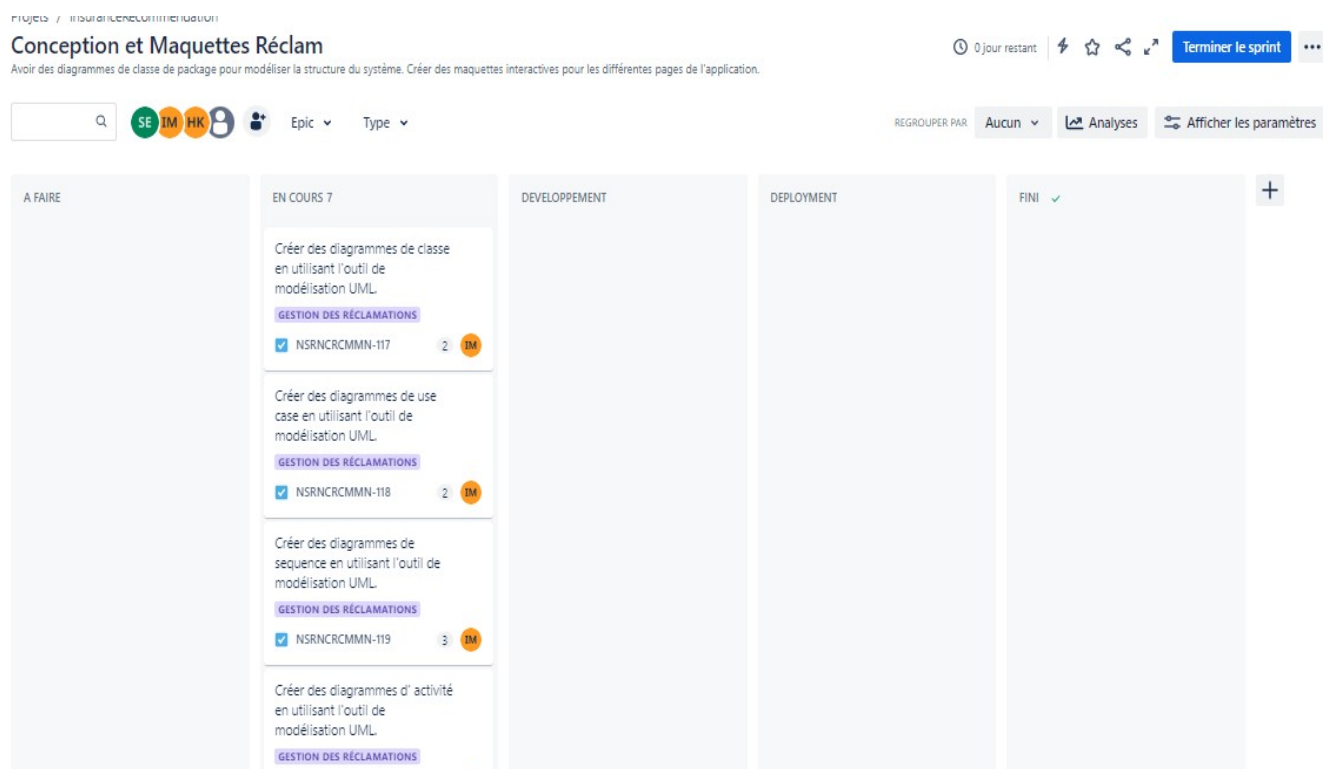 Projets / InsuranceRecommendation
Conception et Maquettes Réclam
0 jour restant
Terminer le sprint
Avoir des diagrammes de classe de package pour modéliser la structure du système. Créer des maquettes interactives pour les différentes pages de l'application.
SE IM HK
Epic
Type
REGROUPER PAR
Aucun
Analyses
Afficher les paramètres
A FAIRE
EN COURS 7
DEVELOPPEMENT
DEPLOYMENT
FINI
Créer des diagrammes de classe
en utilisant l'outil de
modélisation UML.
GESTION DES RÉCLAMATIONS
NSRNCRCMMN-117 2 IM
Créer des diagrammes de use
case en utilisant l'outil de
modélisation UML.
GESTION DES RÉCLAMATIONS
NSRNCRCMMN-118 2 IM
Créer des diagrammes de
sequence en utilisant l'outil de
modélisation UML.
GESTION DES RÉCLAMATIONS
NSRNCRCMMN-119 3 IM
Créer des diagrammes d' activité
en utilisant l'outil de
modélisation UML.
GESTION DES RÉCLAMATIONS